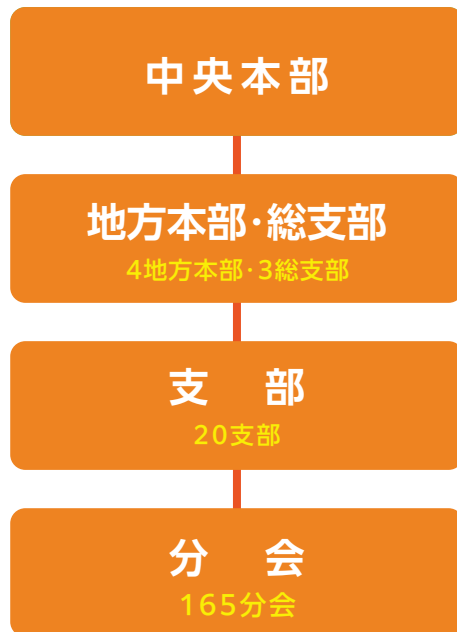 中央本部
地方本部·総支部
4地方本部·3総支部
支　部
20支部
分　会
165分会